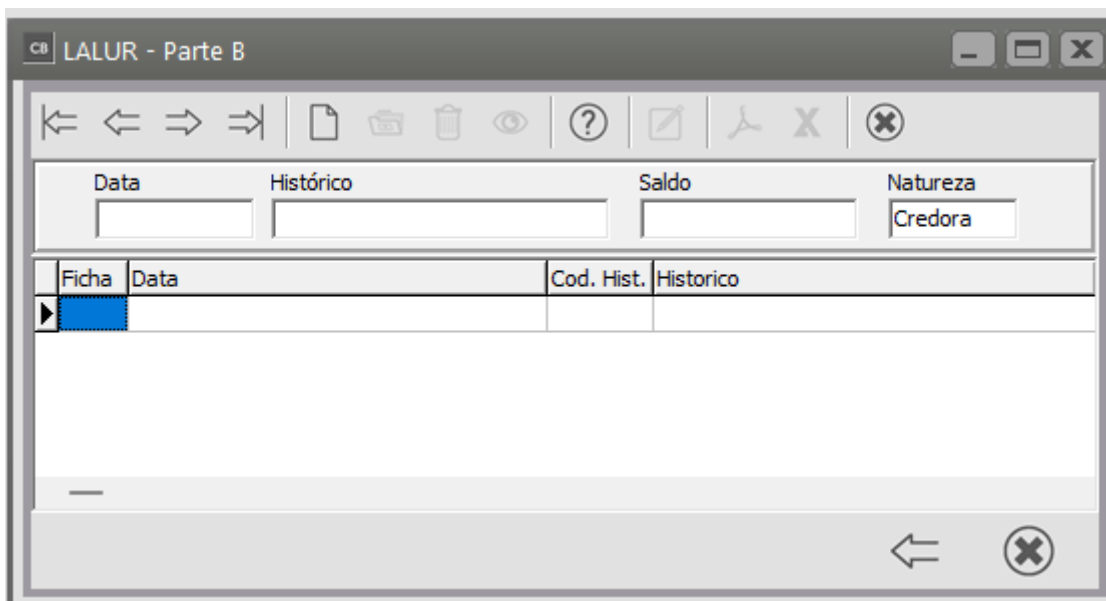 CB LALUR - Parte B
Data Histórico Saldo Natureza
Credora
Ficha Data Cod. Hist. Historico